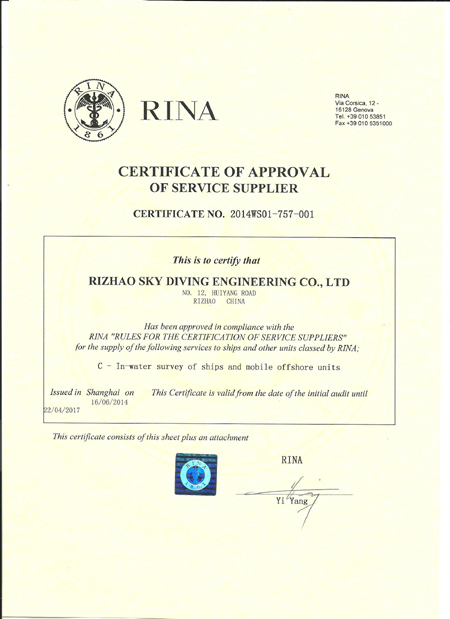 RINA
1861
RINA
RINA
Via Corsica, 12 -
16128 Genova
Tel. +39 010 53851
Fax +39 010 5351000
CERTIFICATE OF APPROVAL
OF SERVICE SUPPLIER
CERTIFICATE NO. 2014WS01-757-001
This is to certify that
RIZHAO SKY DIVING ENGINEERING CO., LTD
NO. 12, HUIYANG ROAD
RIZHAO CHINA
Has been approved in compliance with the
RINA "RULES FOR THE CERTIFICATION OF SERVICE SUPPLIERS"
for the supply of the following services to ships and other units classed by RINA;
C - In-water survey of ships and mobile offshore units
Issued in Shanghai on This Certificate is valid from the date of the initial audit until
16/06/2014
22/04/2017
This certificate consists of this sheet plus an attachment
RINA
1861
RINA
Yi Yang